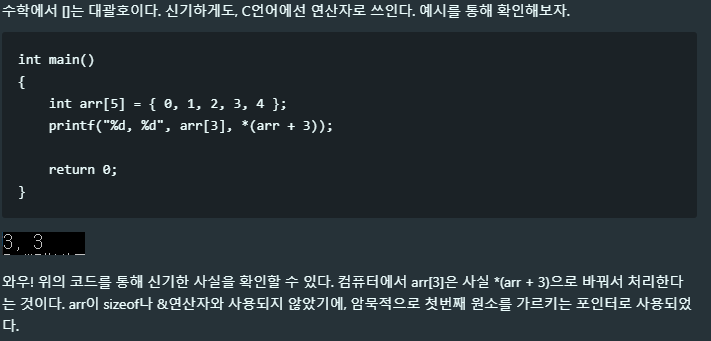 수학에서 []는 대괄호이다. 신기하게도, C언어에선 연산자로 쓰인다. 예시를 통해 확인해보자.
int main()
{
    int arr[5] = { 0, 1, 2, 3, 4 };
    printf("%d, %d", arr[3], *(arr + 3));
    return 0;
}
3, 3
와우! 위의 코드를 통해 신기한 사실을 확인할 수 있다. 컴퓨터에서 arr[3]은 사실 *(arr + 3)으로 바꿔서 처리한다
는 것이다. arr이 sizeof나 &연산자와 사용되지 않았기에, 암묵적으로 첫번째 원소를 가르키는 포인터로 사용되었
다.